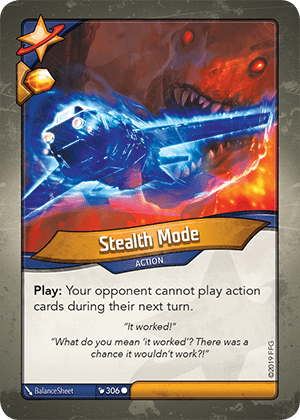 Stealth Mode
ACTION
Play: Your opponent cannot play action
cards during their next turn.
"It worked!"
"What do you mean 'it worked'? There was a
chance it wouldn't work?!"
©2019 FFG
BalanceSheet
306